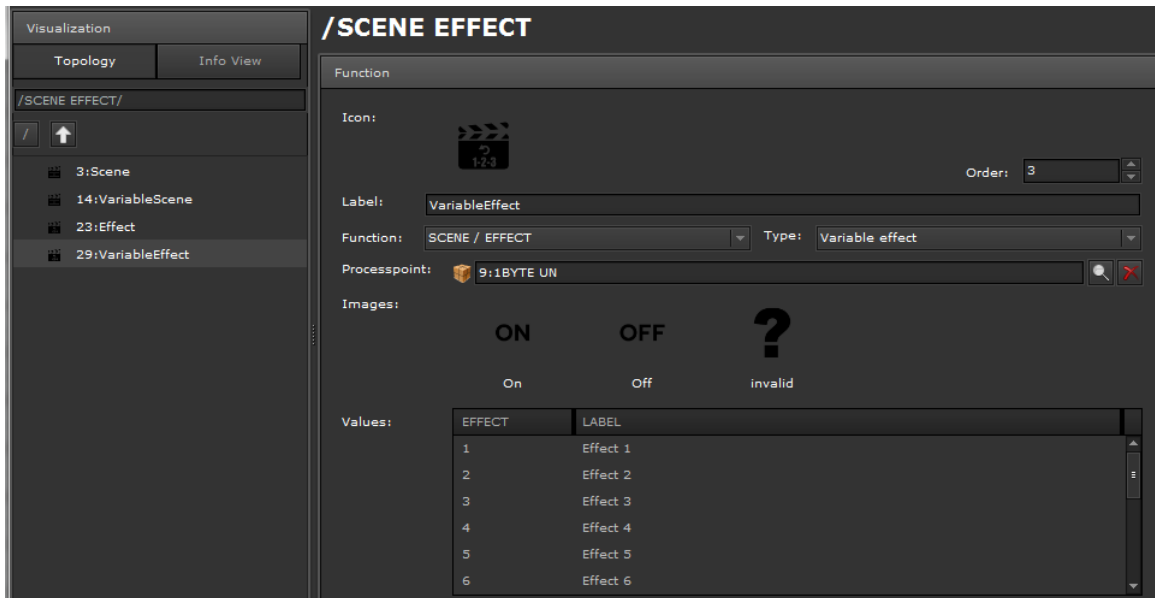 Visualization
Topology
Info View
/SCENE EFFECT/
/
3:Scene
14:VariableScene
23:Effect
29:VariableEffect
/SCENE EFFECT
Function
Icon:
1-2-3
Order: 3
Label: VariableEffect
Function: SCENE / EFFECT
Type: Variable effect
Processpoint: 9:1BYTE UN
Images:
ON OFF ?
On Off invalid
Values:
EFFECT LABEL
1 Effect 1
2 Effect 2
3 Effect 3
4 Effect 4
5 Effect 5
6 Effect 6